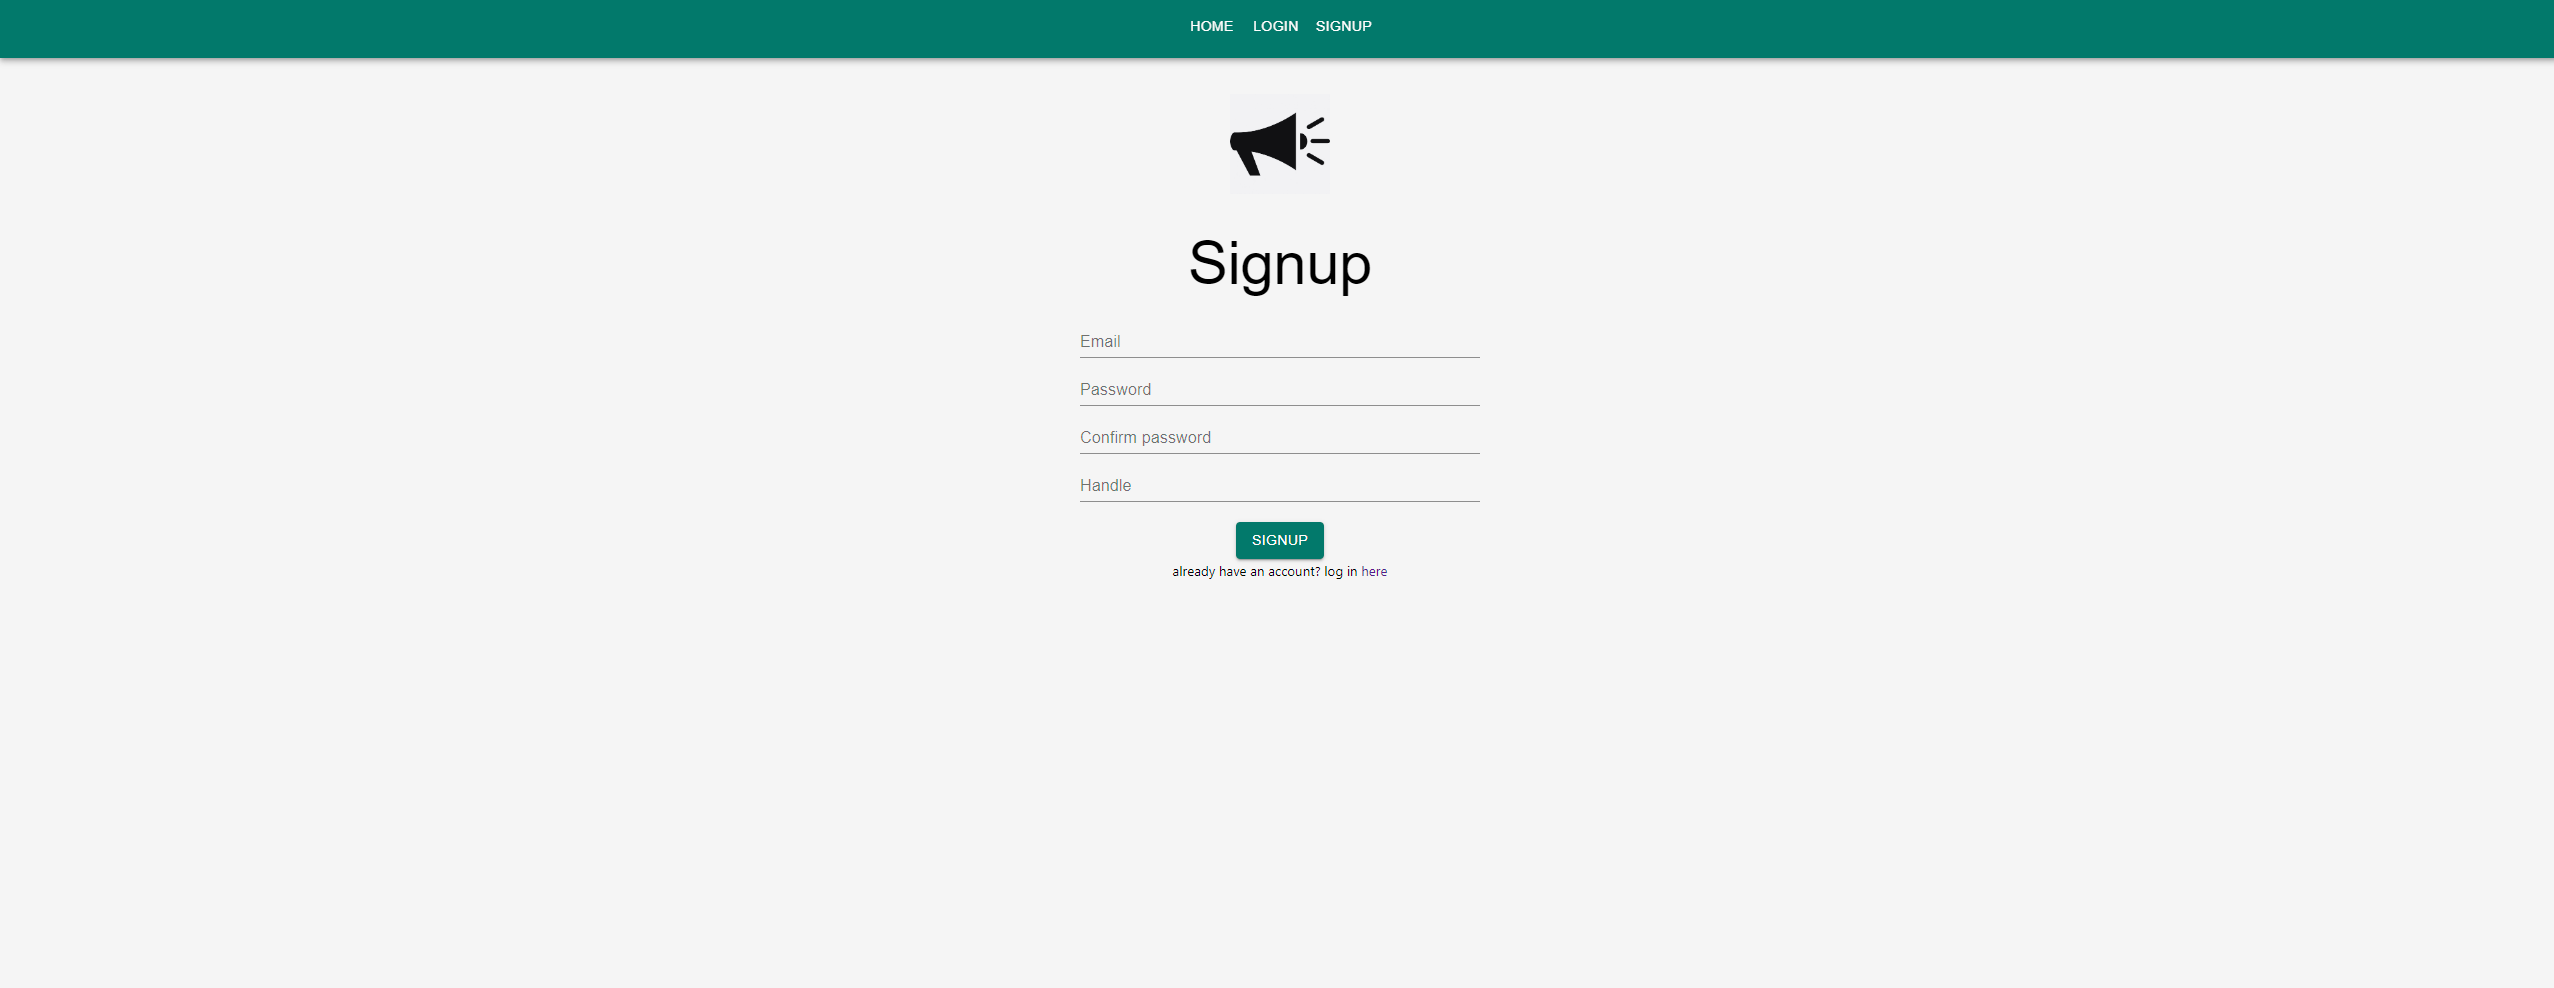 HOME LOGIN SIGNUP
Signup
Email
Password
Confirm password
Handle
SIGNUP
already have an account? log in here